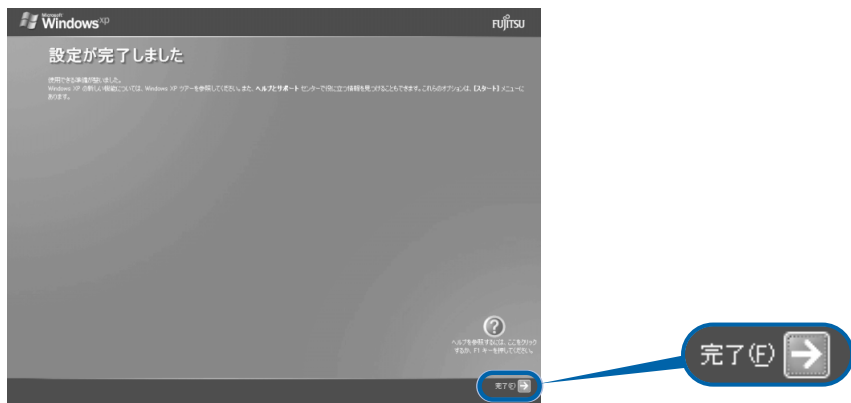 Microsoft
Windows xp
FUJITSU
設定が完了しました
使用できる準備が整いました。
Windows XP の新しい機能については、Windows XP ツアーを参照してください。また、ヘルプとサポート センターで役に立つ情報を見つけることもできます。これらのオプションは、[スタート] メニューに
あります。
ヘルプを参照するには、ここをクリック
するか、F1 キーを押してください。
完了(F)
完了(F)